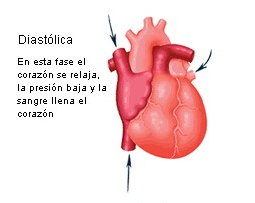 Diastólica
En esta fase el
corazón se relaja,
la presión baja y la
sangre llena el
corazón